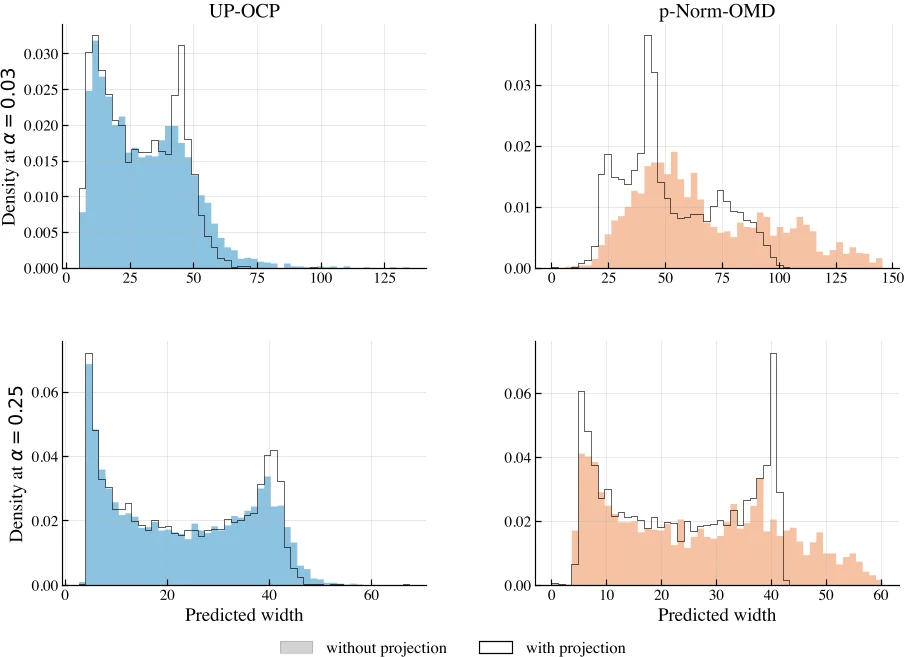 UP-OCP
p-Norm-OMD
Density at α = 0.03
0.030
0.025
0.020
0.015
0.010
0.005
0.000
0 25 50 75 100 125
0.03
0.02
0.01
0.00
0 25 50 75 100 125 150
Density at α = 0.25
0.06
0.04
0.02
0.00
0 20 40 60
Predicted width
0.06
0.04
0.02
0.00
0 10 20 30 40 50 60
Predicted width
without projection
with projection